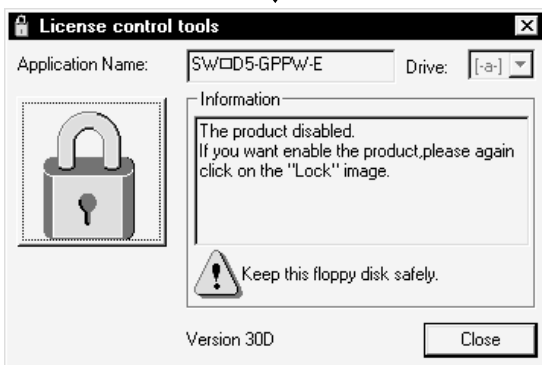 License control tools
Application Name:
SW□D5-GPPW-E
Drive:
[-a-]
Information
The product disabled.
If you want enable the product,please again
click on the "Lock" image.
Keep this floppy disk safely.
Version 30D
Close